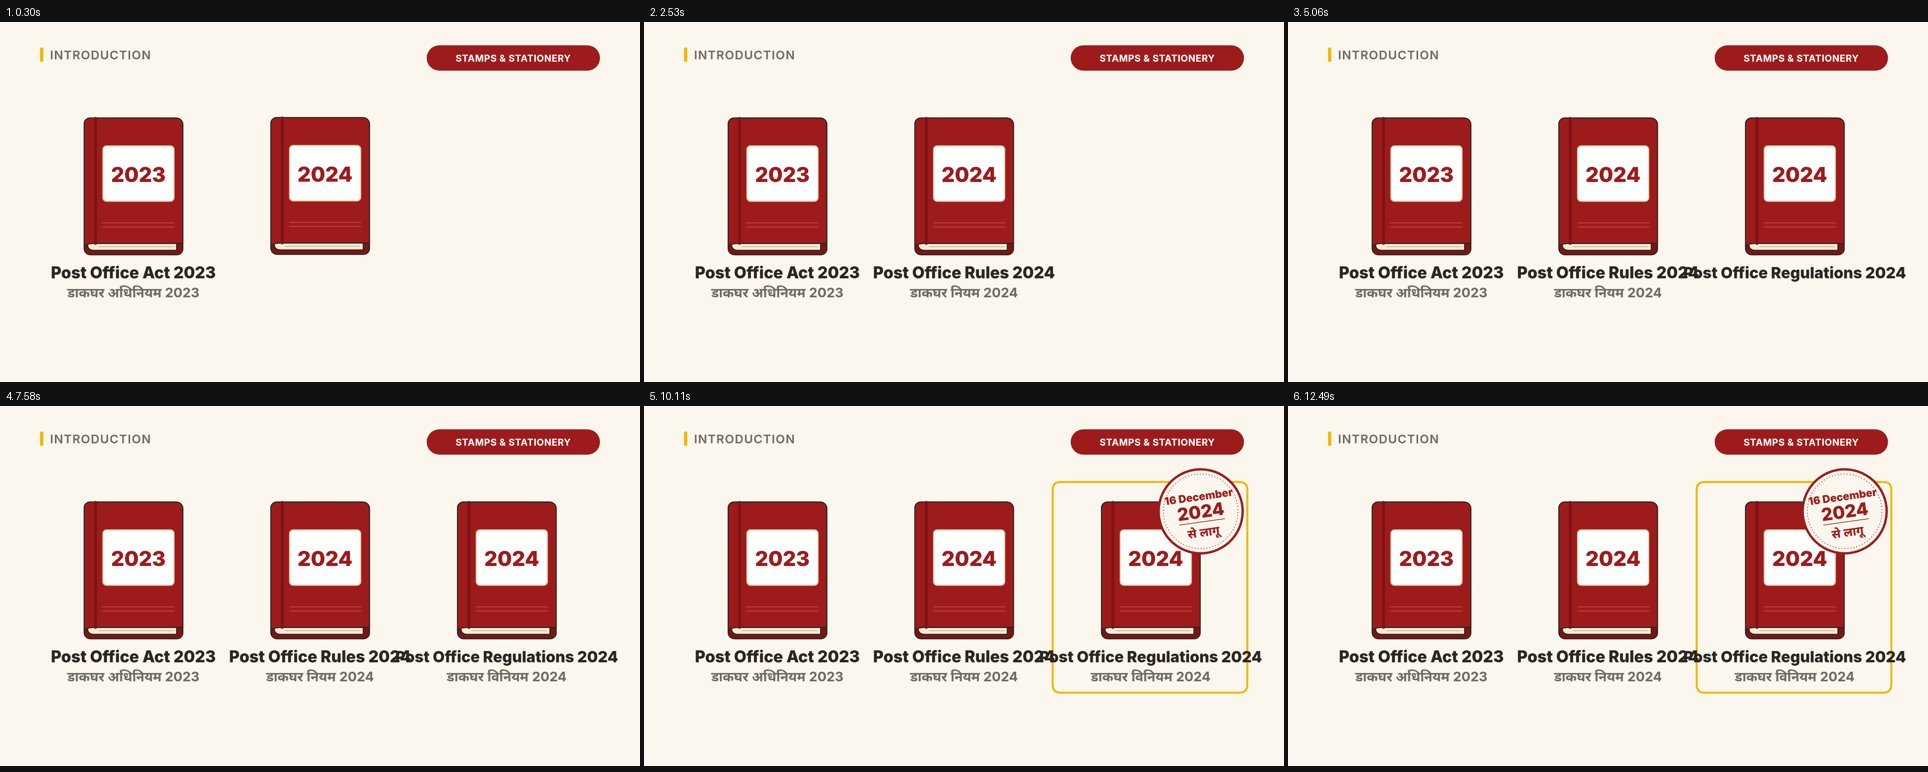 1. 0.30s
INTRODUCTION
STAMPS & STATIONERY
2023
2024
Post Office Act 2023
डाकघर अधिनियम 2023
2. 2.53s
INTRODUCTION
STAMPS & STATIONERY
2023
2024
Post Office Act 2023
Post Office Rules 2024
डाकघर अधिनियम 2023
डाकघर नियम 2024
3. 5.06s
INTRODUCTION
STAMPS & STATIONERY
2023
2024
2024
Post Office Act 2023
Post Office Rules 2024
Post Office Regulations 2024
डाकघर अधिनियम 2023
डाकघर नियम 2024
4. 7.58s
INTRODUCTION
STAMPS & STATIONERY
2023
2024
2024
Post Office Act 2023
Post Office Rules 2024
Post Office Regulations 2024
डाकघर अधिनियम 2023
डाकघर नियम 2024
डाकघर विनियम 2024
5. 10.11s
INTRODUCTION
STAMPS & STATIONERY
16 December
2024
से लागू
2023
2024
2024
Post Office Act 2023
Post Office Rules 2024
Post Office Regulations 2024
डाकघर अधिनियम 2023
डाकघर नियम 2024
डाकघर विनियम 2024
6. 12.49s
INTRODUCTION
STAMPS & STATIONERY
16 December
2024
से लागू
2023
2024
2024
Post Office Act 2023
Post Office Rules 2024
Post Office Regulations 2024
डाकघर अधिनियम 2023
डाकघर नियम 2024
डाकघर विनियम 2024